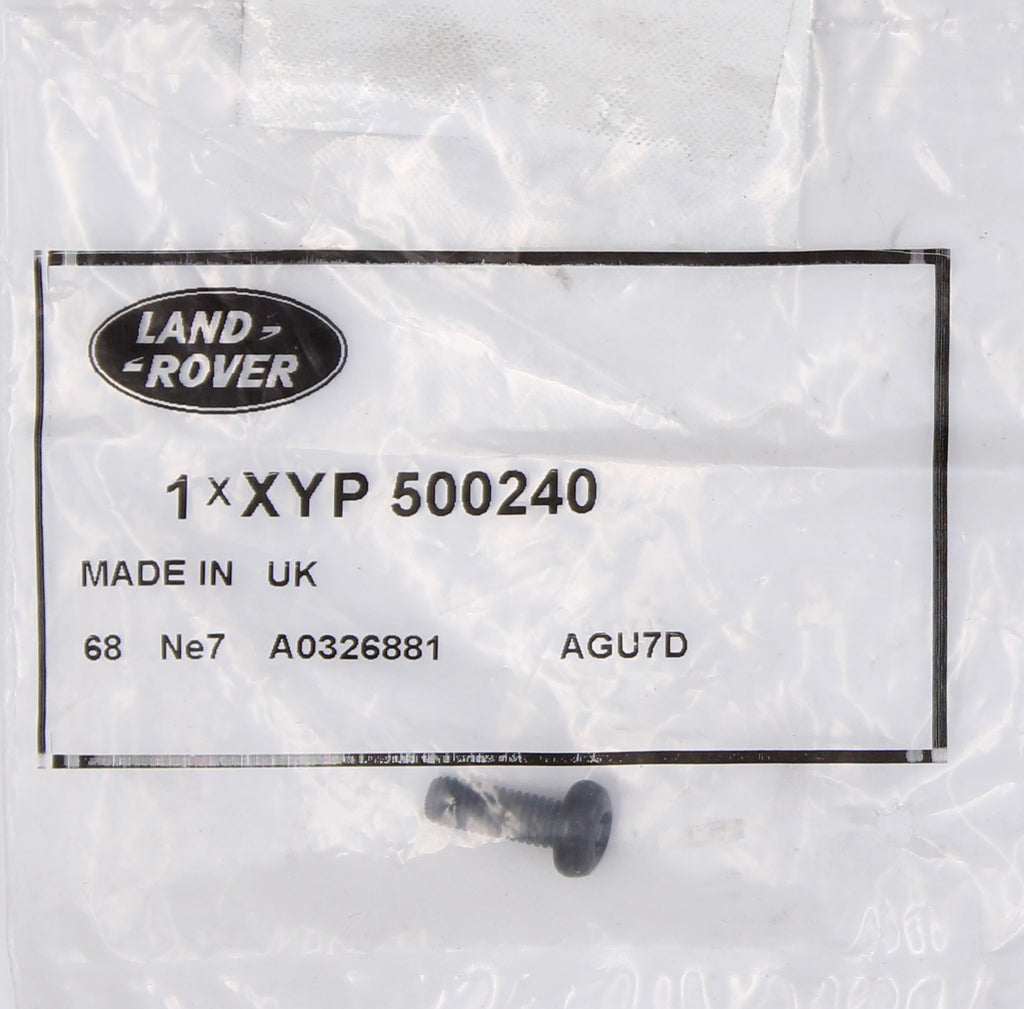 LAND
ROVER
1 x XYP 500240
MADE IN UK
68 Ne7 A0326881 AGU7D